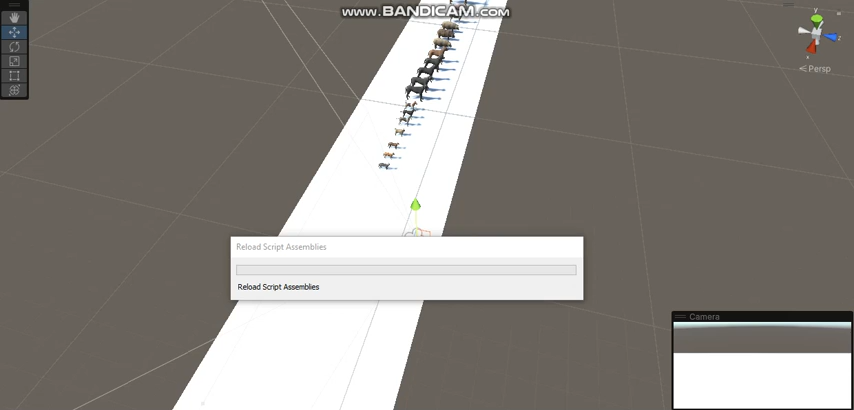 www.BANDICAM.com
y
z
x
Persp
Reload Script Assemblies
Reload Script Assemblies
Camera